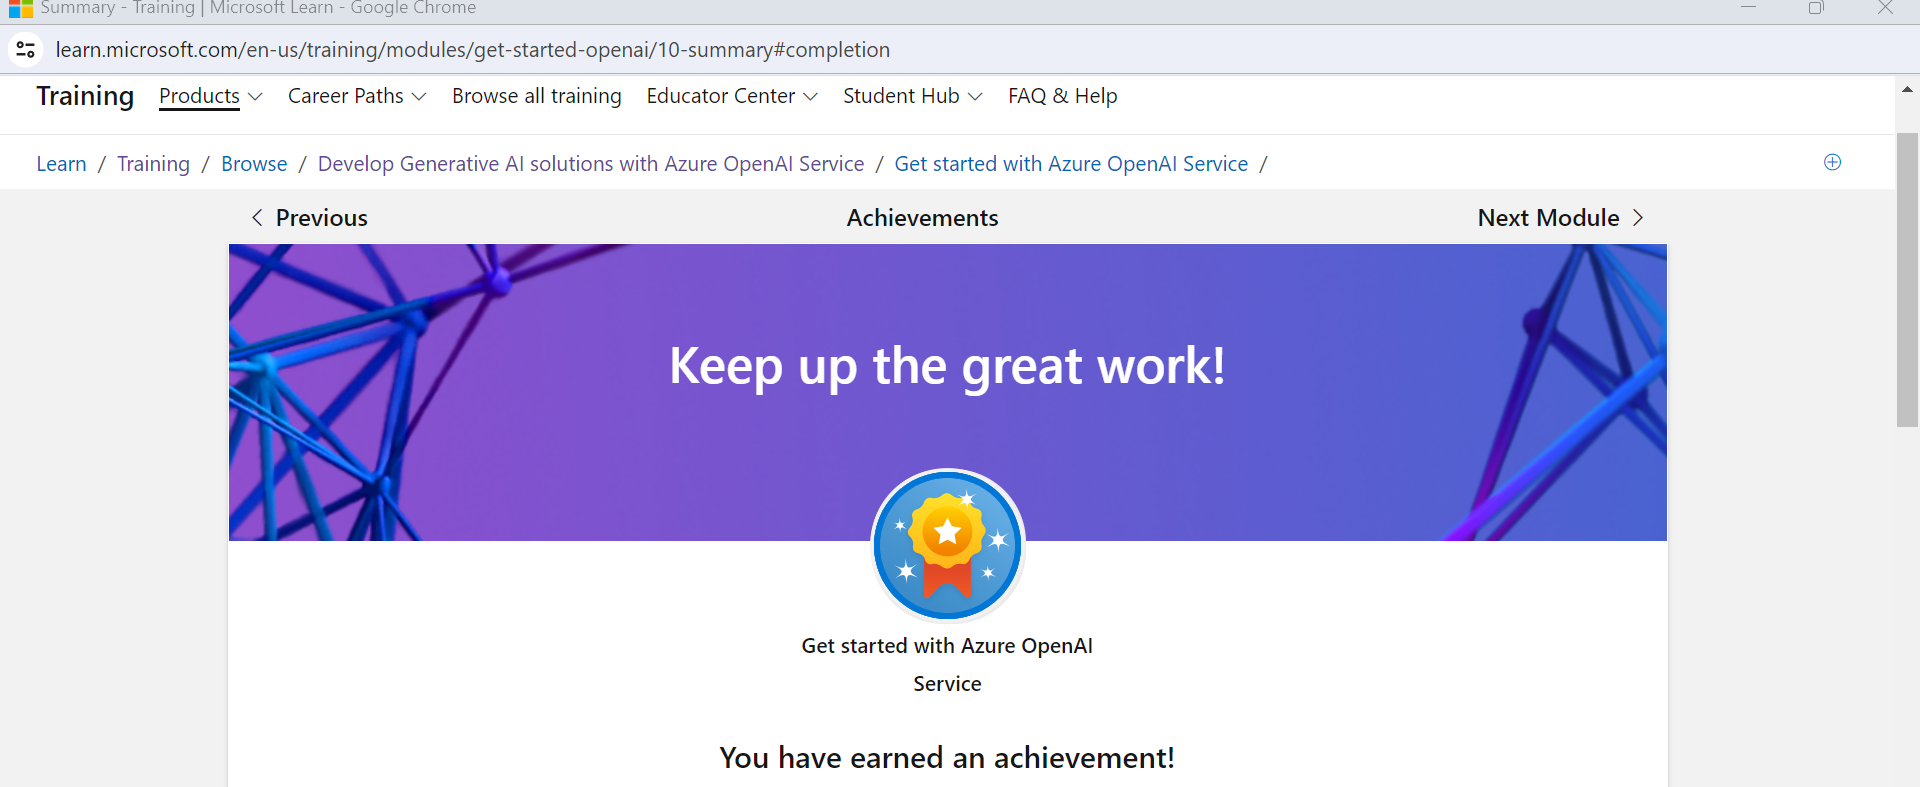 Summary - Training | Microsoft Learn - Google Chrome
learn.microsoft.com/en-us/training/modules/get-started-openai/10-summary#completion
Training Products Career Paths Browse all training Educator Center Student Hub FAQ & Help
Learn / Training / Browse / Develop Generative AI solutions with Azure OpenAI Service / Get started with Azure OpenAI Service /
Previous Achievements Next Module
Keep up the great work!
Get started with Azure OpenAI
Service
You have earned an achievement!